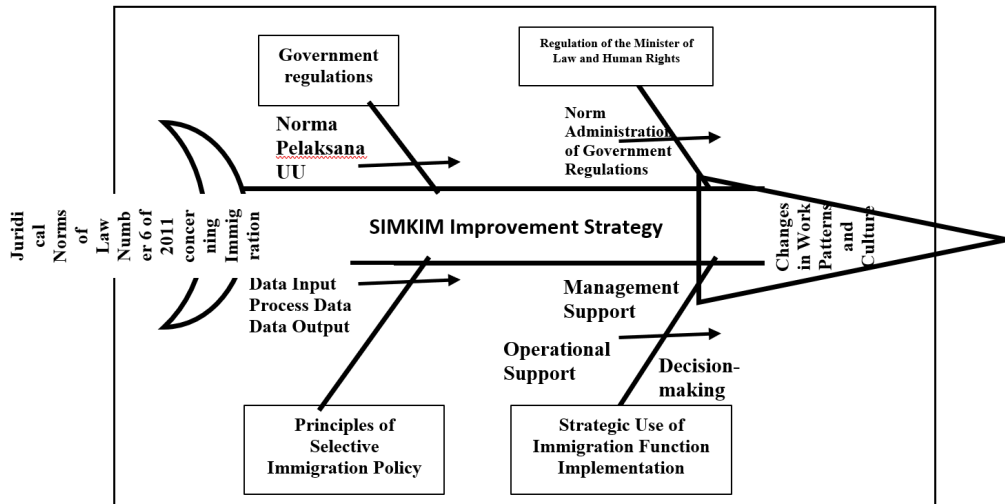 Government
regulations
Regulation of the Minister of
Law and Human Rights
Norma
Pelaksana
UU
Norm
Administration
of Government
Regulations
Juridi
cal
Norms
of
Law
Numb
er 6 of
2011
concer
ning
Immig
ration
SIMKIM Improvement Strategy
Changes
in Work
Patterns
and
Culture
Data Input
Process Data
Data Output
Management
Support
Operational
Support
Decision-
making
Principles of
Selective
Immigration Policy
Strategic Use of
Immigration Function
Implementation